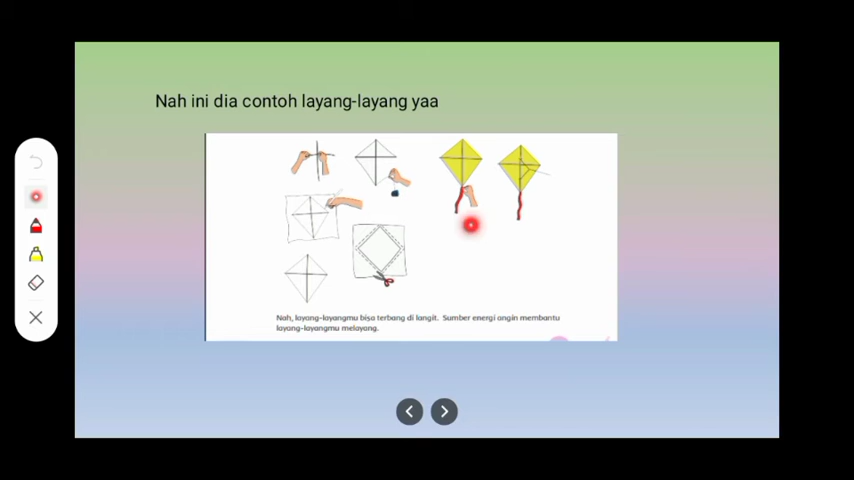 Nah ini dia contoh layang-layang yaa
Nah, layang-layangmu bisa terbang di langit. Sumber energi angin membantu
layang-layangmu melayang.